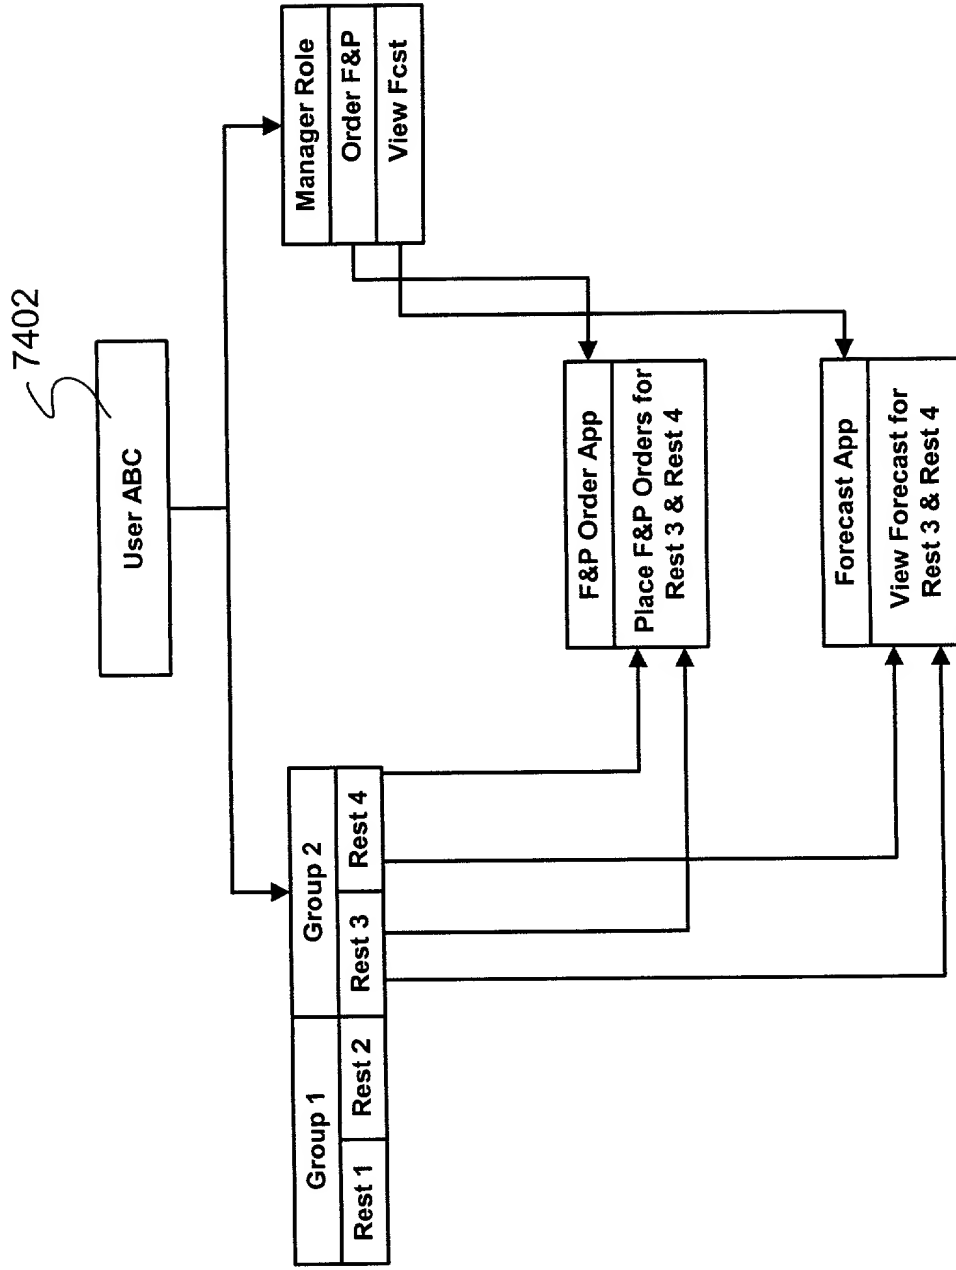 7402
User ABC
Group 1
Group 2
Rest 1
Rest 2
Rest 3
Rest 4
Manager Role
Order F&P
View Fcst
F&P Order App
Place F&P Orders for
Rest 3 & Rest 4
Forecast App
View Forecast for
Rest 3 & Rest 4